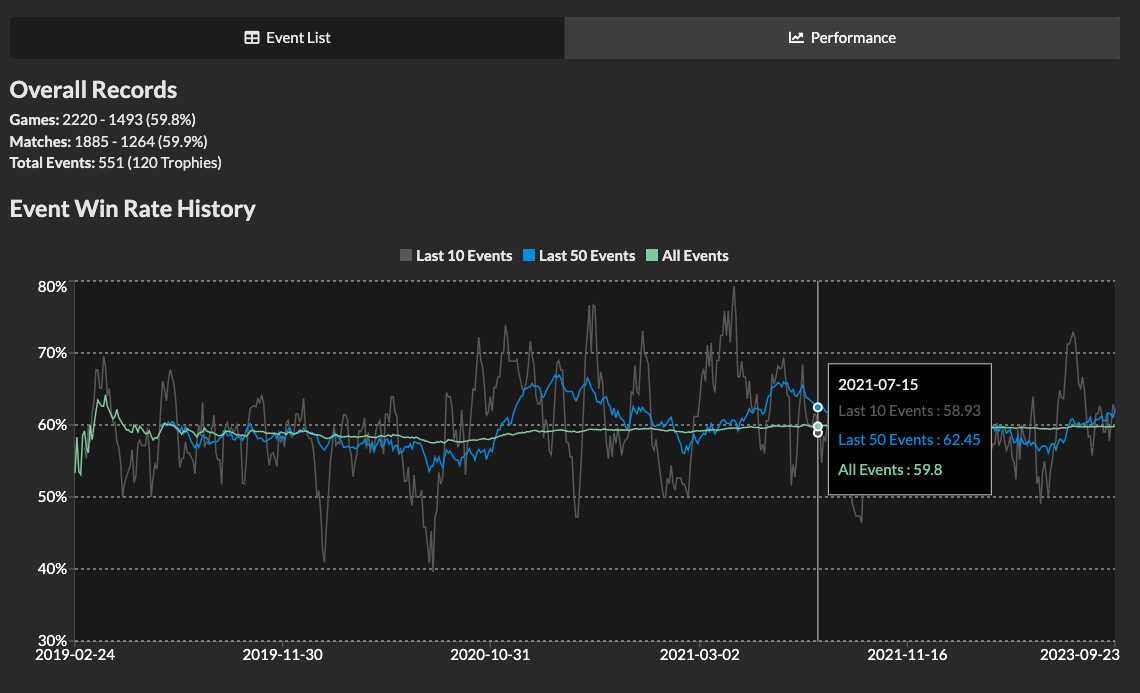 Event List
Performance
Overall Records
Games: 2220 - 1493 (59.8%)
Matches: 1885 - 1264 (59.9%)
Total Events: 551 (120 Trophies)
Event Win Rate History
Last 10 Events Last 50 Events All Events
80%
70%
60%
50%
40%
30%
2021-07-15
Last 10 Events : 58.93
Last 50 Events : 62.45
All Events : 59.8
2019-02-24 2019-11-30 2020-10-31 2021-03-02 2021-11-16 2023-09-23